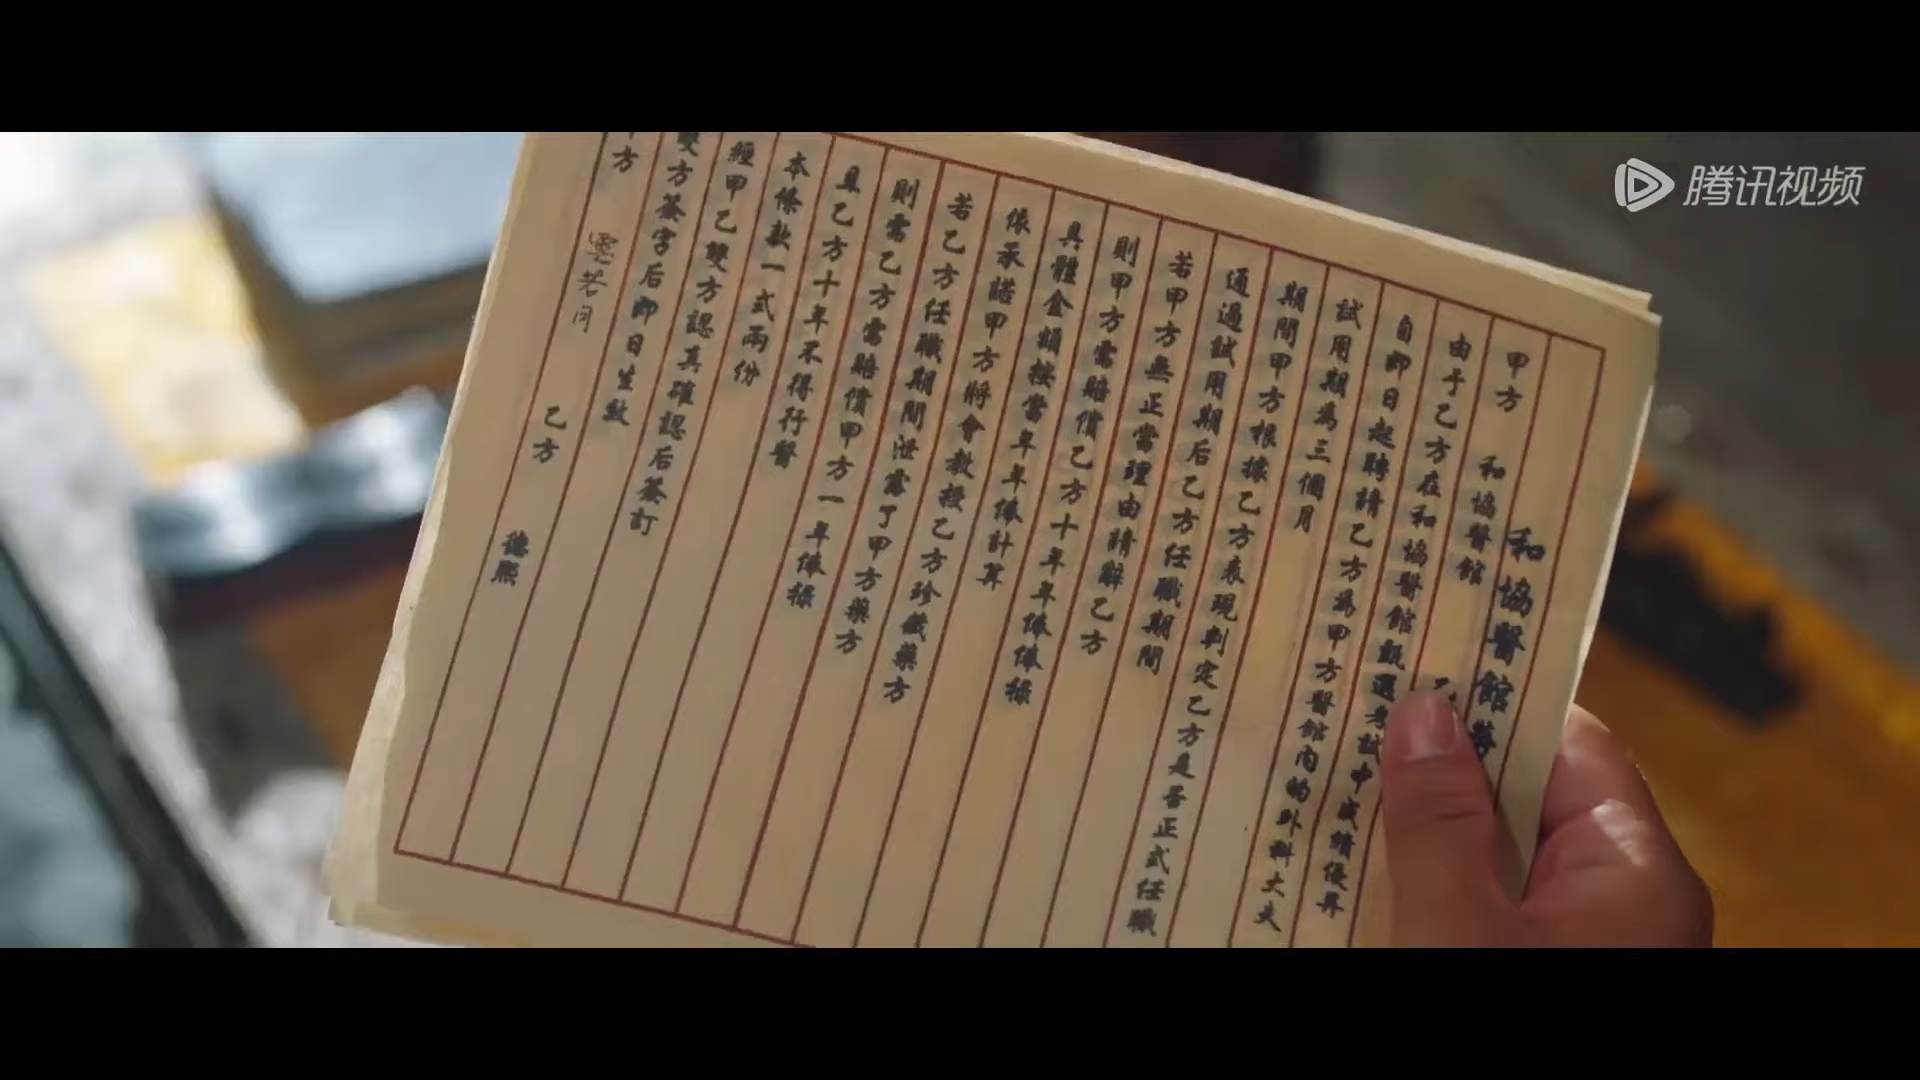 和協醫館
甲方 和協醫館 乙
由于乙方在和協醫館甄選考試中成績優異
自即日起聘請乙方為甲方醫館內的外科大夫
試用期為三個月
期間甲方根據乙方表現判定乙方是否正式任職
通過試用期后乙方任職期間
若甲方無正當理由請辭乙方
則甲方需賠償乙方十年年俸俸祿
具體金額按當年年俸計算
依承諾甲方將會教授乙方珍藏藥方
若乙方任職期間泄露了甲方藥方
則需乙方需賠償甲方一年俸祿
且乙方十年不得行醫
本條款一式兩份
經甲乙雙方認真確認后簽訂
雙方簽字后即日生效
方 若 乙方 德熙
腾讯视频